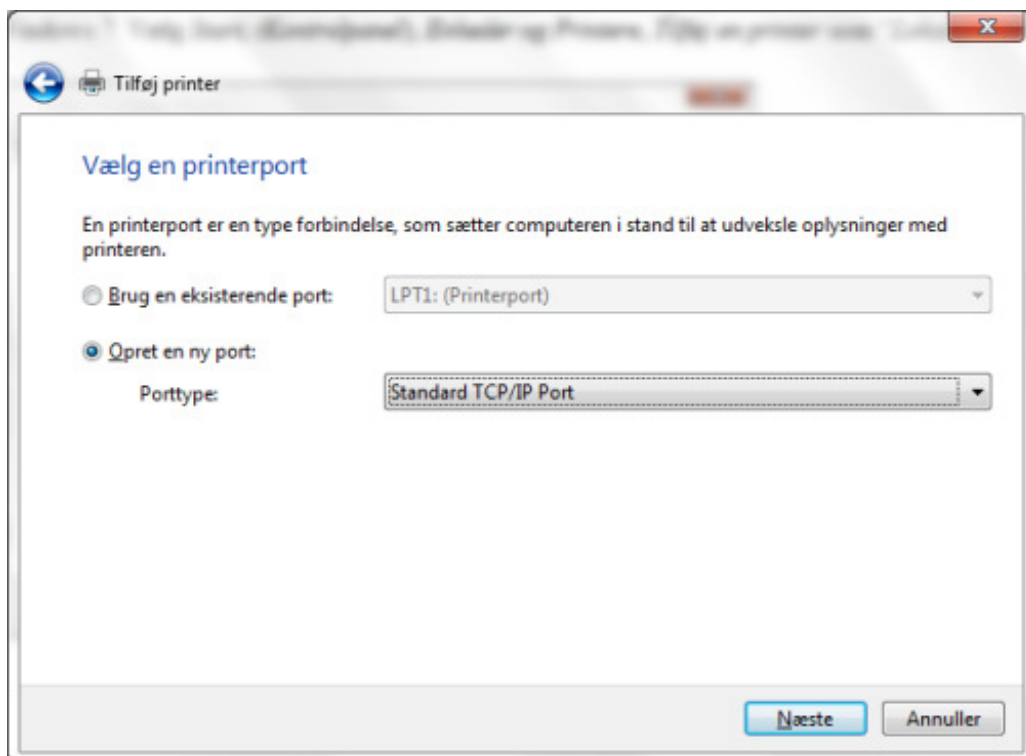 Tilføj printer
Vælg en printerport
En printerport er en type forbindelse, som sætter computeren i stand til at udveksle oplysninger med
printeren.
Brug en eksisterende port: LPT1: (Printerport)
Opret en ny port:
Porttype: Standard TCP/IP Port
Næste Annuller